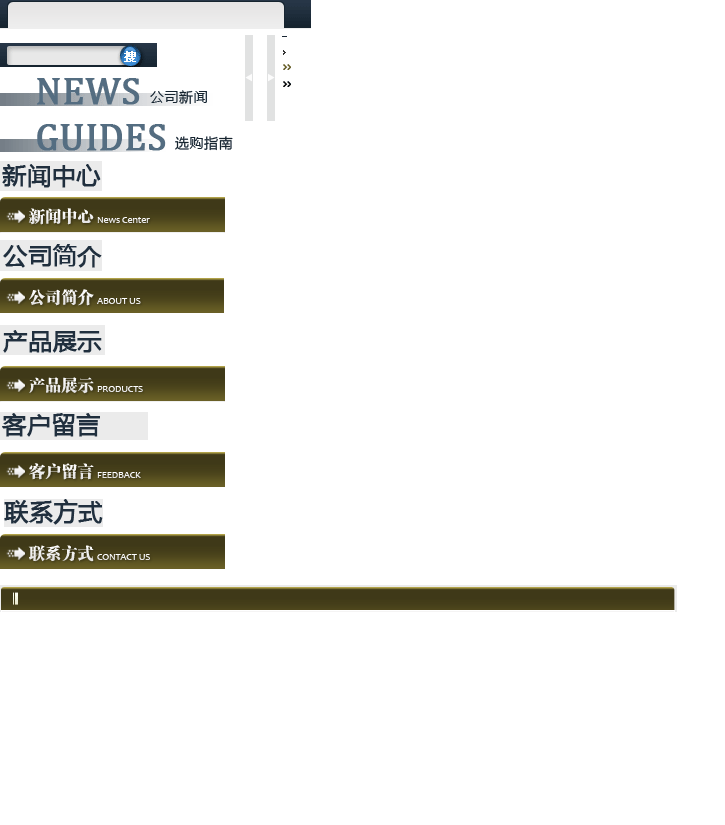 搜
NEWS 公司新闻
GUIDES 选购指南
新闻中心
新闻中心 News Center
公司简介
公司简介 ABOUT US
产品展示
产品展示 PRODUCTS
客户留言
客户留言 FEEDBACK
联系方式
联系方式 CONTACT US